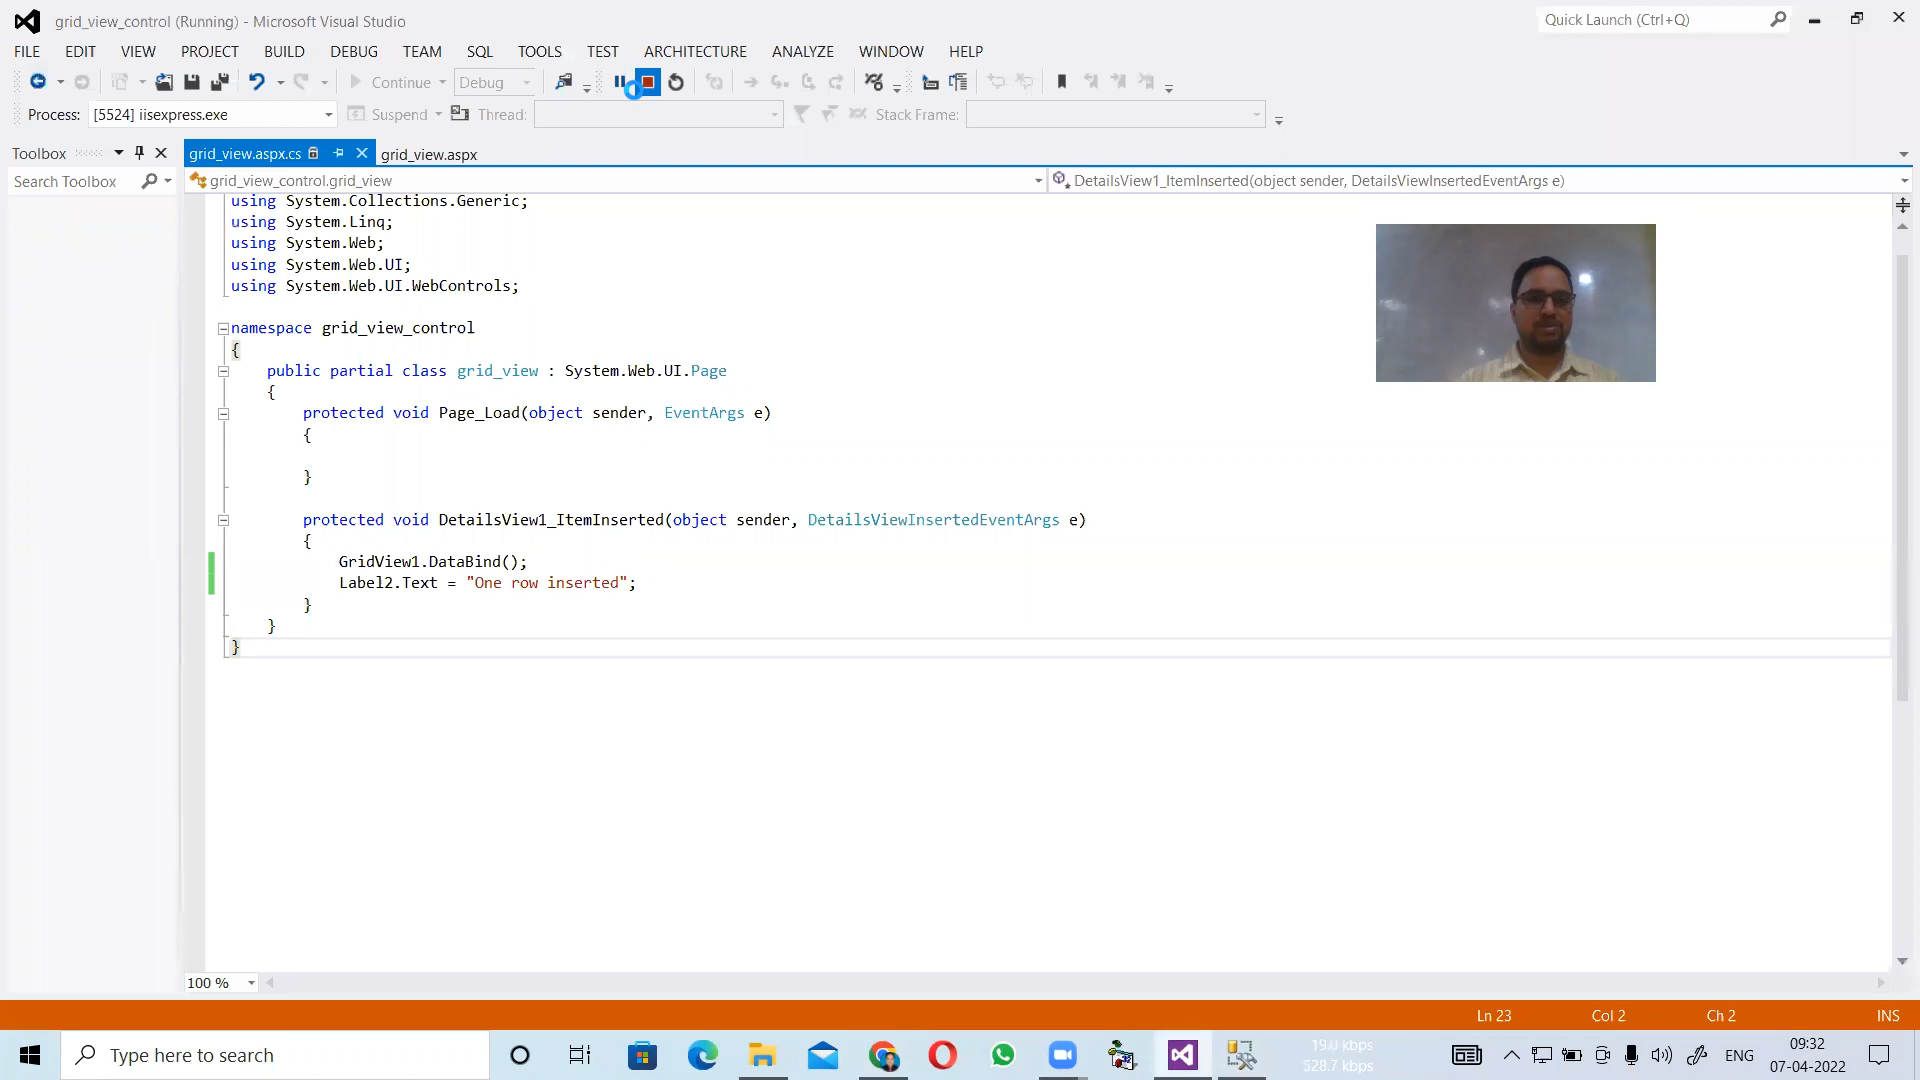 grid_view_control (Running) - Microsoft Visual Studio
Quick Launch (Ctrl+Q)
FILE EDIT VIEW PROJECT BUILD DEBUG TEAM SQL TOOLS TEST ARCHITECTURE ANALYZE WINDOW HELP
Continue Debug
Process: [5524] iisexpress.exe Suspend Thread: Stack Frame:
Toolbox grid_view.aspx.cs grid_view.aspx
Search Toolbox grid_view_control.grid_view DetailsView1_ItemInserted(object sender, DetailsViewInsertedEventArgs e)
using System.Collections.Generic;
using System.Linq;
using System.Web;
using System.Web.UI;
using System.Web.UI.WebControls;
namespace grid_view_control
{
public partial class grid_view : System.Web.UI.Page
{
protected void Page_Load(object sender, EventArgs e)
{
}
protected void DetailsView1_ItemInserted(object sender, DetailsViewInsertedEventArgs e)
{
GridView1.DataBind();
Label2.Text = "One row inserted";
}
}
}
100 %
Ln 23 Col 2 Ch 2 INS
Type here to search
ENG
09:32
07-04-2022
528.7 kbps